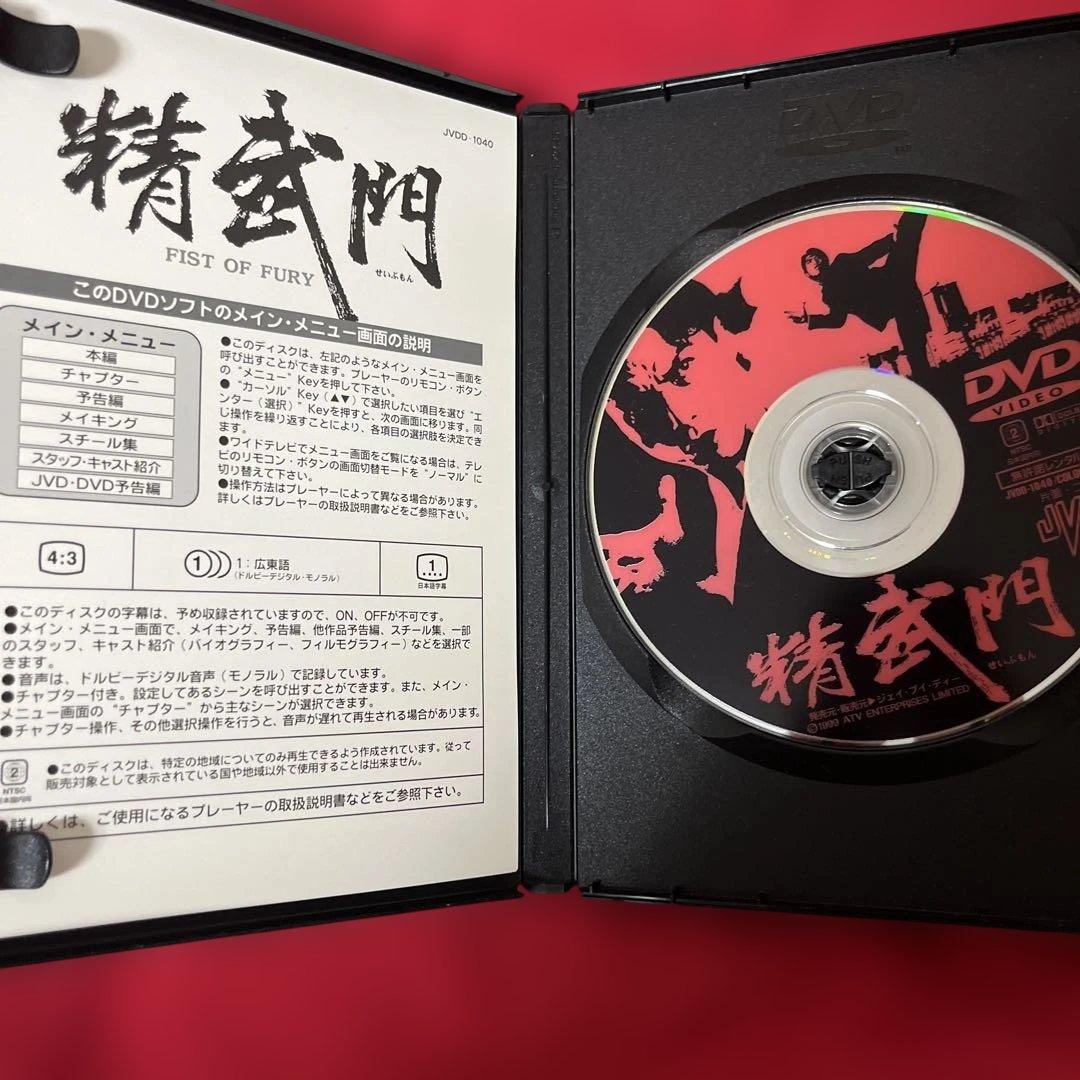 JVDD-1040
精武門
FIST OF FURY
せいぶもん
このDVDソフトのメイン・メニュー画面の説明
メイン・メニュー
本編
チャプター
予告編
メイキング
スチール集
スタッフ・キャスト紹介
JVD・DVD予告編
●このディスクは、左記のようなメイン・メニュー画面を
呼び出すことができます。プレーヤーのリモコン・ボタン
の“メニュー”Keyを押して下さい。
●“カーソル”Key(▲▼)で選択したい項目を選び“エ
ンター(選択)”Keyを押すと、次の画面に移ります。同
じ操作を繰り返すことにより、各項目の選択肢を決定でき
ます。
●ワイドテレビでメニュー画面をご覧になる場合は、テレ
ビのリモコン・ボタンの画面切替モードを“ノーマル”に
切り替えて下さい。
●操作方法はプレーヤーによって異なる場合があります。
詳しくはプレーヤーの取扱説明書などをご参照下さい。
4:3
1
1:広東語
(ドルビーデジタル・モノラル)
1
日本語字幕
●このディスクの字幕は、予め収録されていますので、ON、OFFが不可です。
●メイン・メニュー画面で、メイキング、予告編、他作品予告編、スチール集、一部
のスタッフ、キャスト紹介(バイオグラフィー、フィルモグラフィー)などを選択で
きます。
●音声は、ドルビーデジタル音声(モノラル)で記録しています。
●チャプター付き。設定してあるシーンを呼び出すことができます。また、メイン・
メニュー画面の“チャプター”から主なシーンが選択できます。
●チャプター操作、その他選択操作を行うと、音声が遅れて再生される場合があります。
2
NTSC
日本国内向
●このディスクは、特定の地域についてのみ再生できるよう作成されています。従って
販売対象として表示されている国や地域以外で使用することは出来ません。
●詳しくは、ご使用になるプレーヤーの取扱説明書などをご参照下さい。
DVD
PUSH
DVD
VIDEO
2
無許諾レンタル
JVDD-1040/COLO
片面・
JV
精武門
せいぶもん
発売元・販売元▶ジェイ・ブイ・ディー
©1999 ATV ENTERPRISES LIMITED